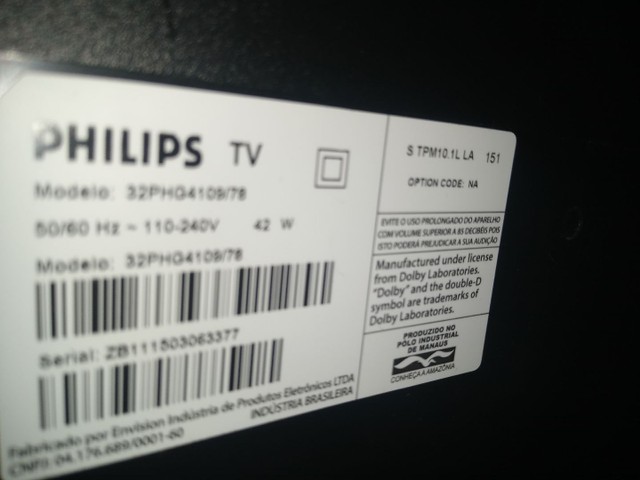 PHILIPS TV
Modelo: 32PHG4109/78
50/60 Hz ~ 110-240V 42 W
Modelo: 32PHG4109/78
Serial: ZB111503063377
Fabricado por Envision Indústria de Produtos Eletrônicos LTDA
CNPJ: 04.176.689/0001-60
INDÚSTRIA BRASILEIRA
S TPM10.1L LA 151
OPTION CODE: NA
EVITE O USO PROLONGADO DO APARELHO
COM VOLUME SUPERIOR A 85 DECIBÉIS POIS
ISTO PODERÁ PREJUDICAR A SUA AUDIÇÃO
Manufactured under license
from Dolby Laboratories.
"Dolby" and the double-D
symbol are trademarks of
Dolby Laboratories.
PRODUZIDO NO
PÓLO INDUSTRIAL
DE MANAUS
CONHEÇA A AMAZÔNIA